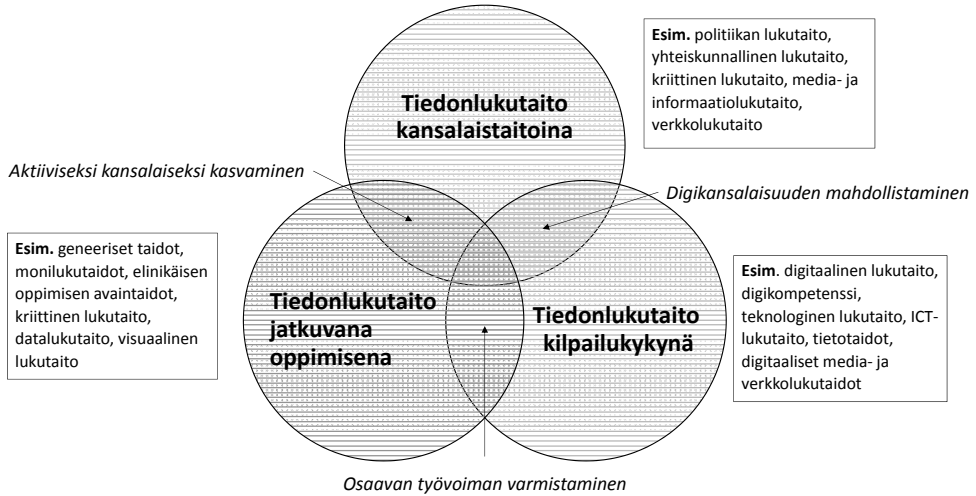 Esim. politiikan lukutaito,
yhteiskunnallinen lukutaito,
kriittinen lukutaito, media- ja
informaatiolukutaito,
verkkolukutaito
Tiedonlukutaito
kansalaistaitoina
Aktiiviseksi kansalaiseksi kasvaminen
Digikansalaisuuden mahdollistaminen
Esim. geneeriset taidot,
monilukutaidot, elinikäisen
oppimisen avaintaidot,
kriittinen lukutaito,
datalukutaito, visuaalinen
lukutaito
Tiedonlukutaito
jatkuvana
oppimisena
Tiedonlukutaito
kilpailukykynä
Esim. digitaalinen lukutaito,
digikompetenssi,
teknologinen lukutaito, ICT-
lukutaito, tietotaidot,
digitaaliset media- ja
verkkolukutaidot
Osaavan työvoiman varmistaminen